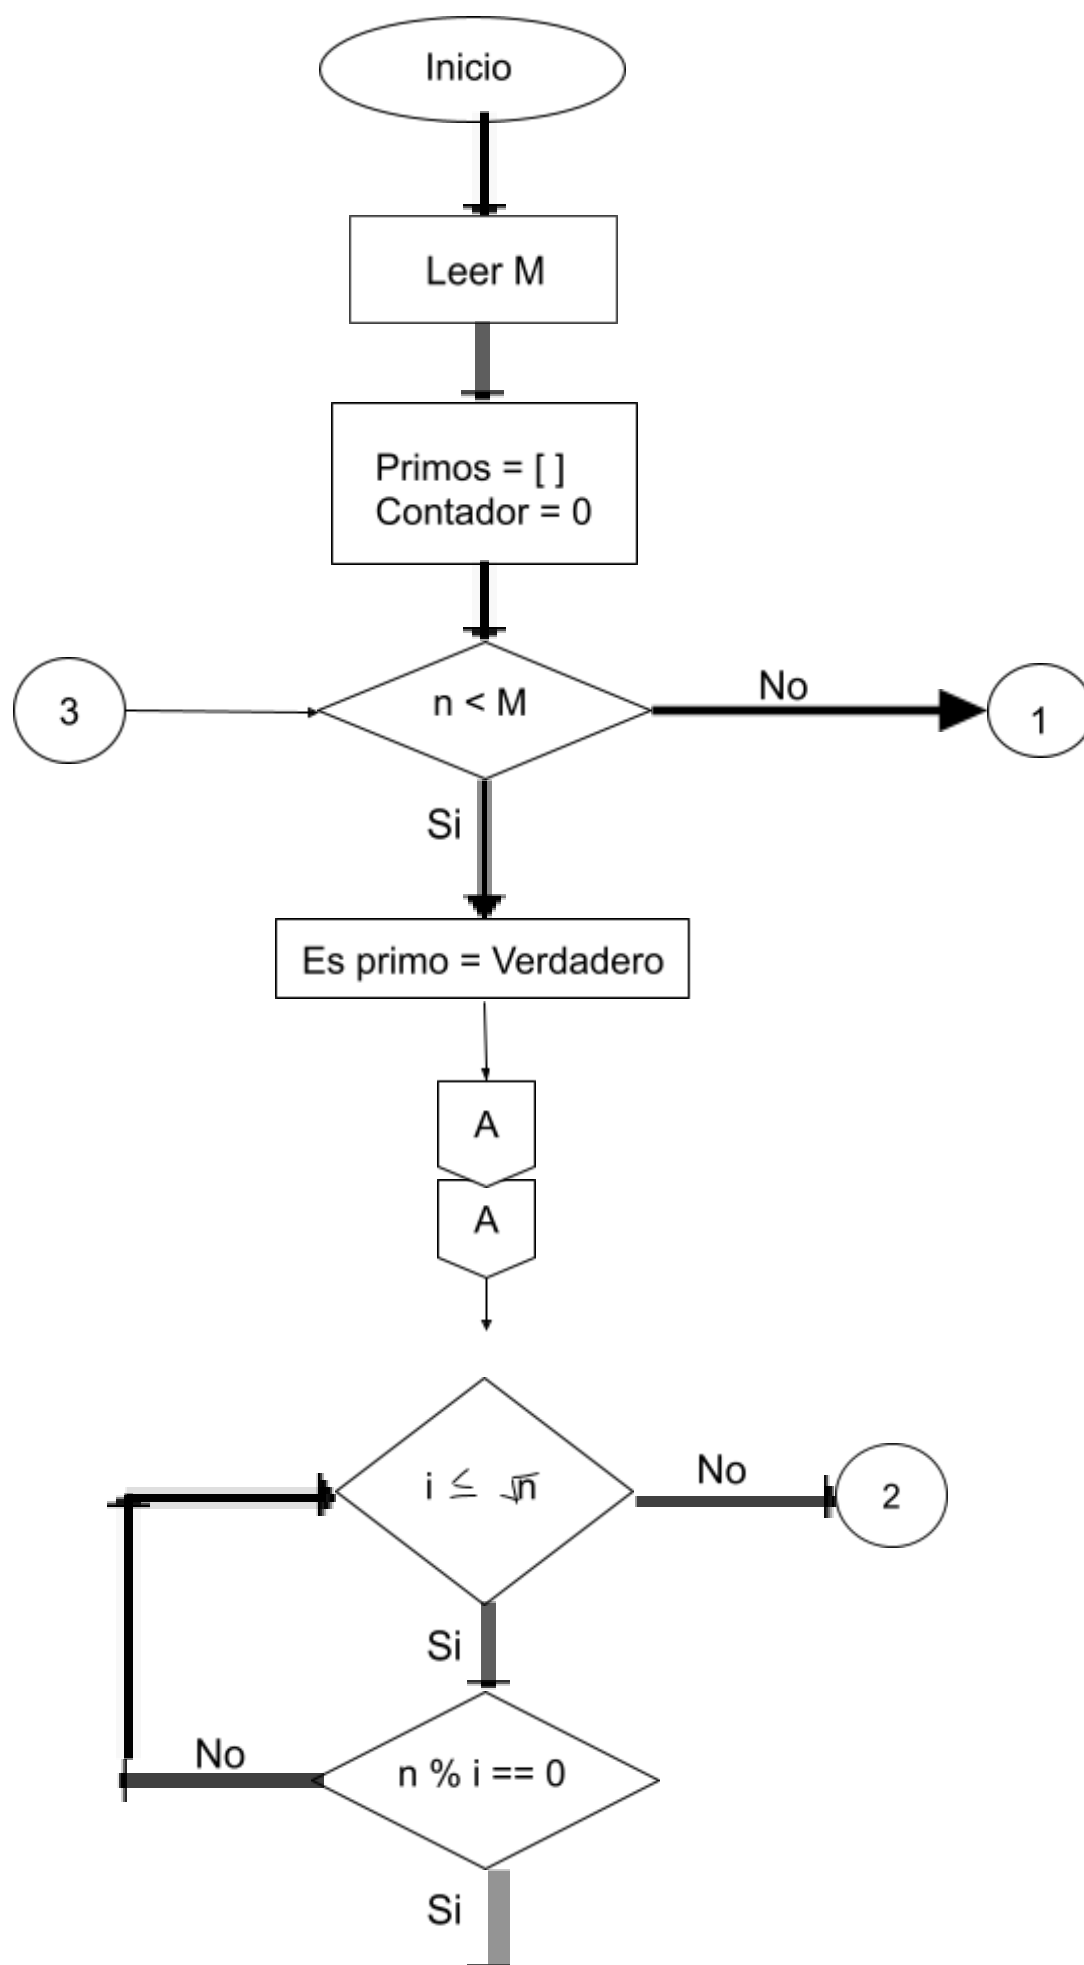 Inicio
Leer M
Primos = [ ]
Contador = 0
3
n < M
No
1
Si
Es primo = Verdadero
A
A
i ≤ √n
No
2
Si
No
n % i == 0
Si